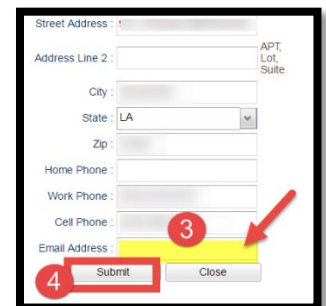 Street Address :
Address Line 2 : APT, Lot, Suite
City :
State : LA
Zip :
Home Phone :
Work Phone :
Cell Phone :
3
Email Address :
4 Submit Close